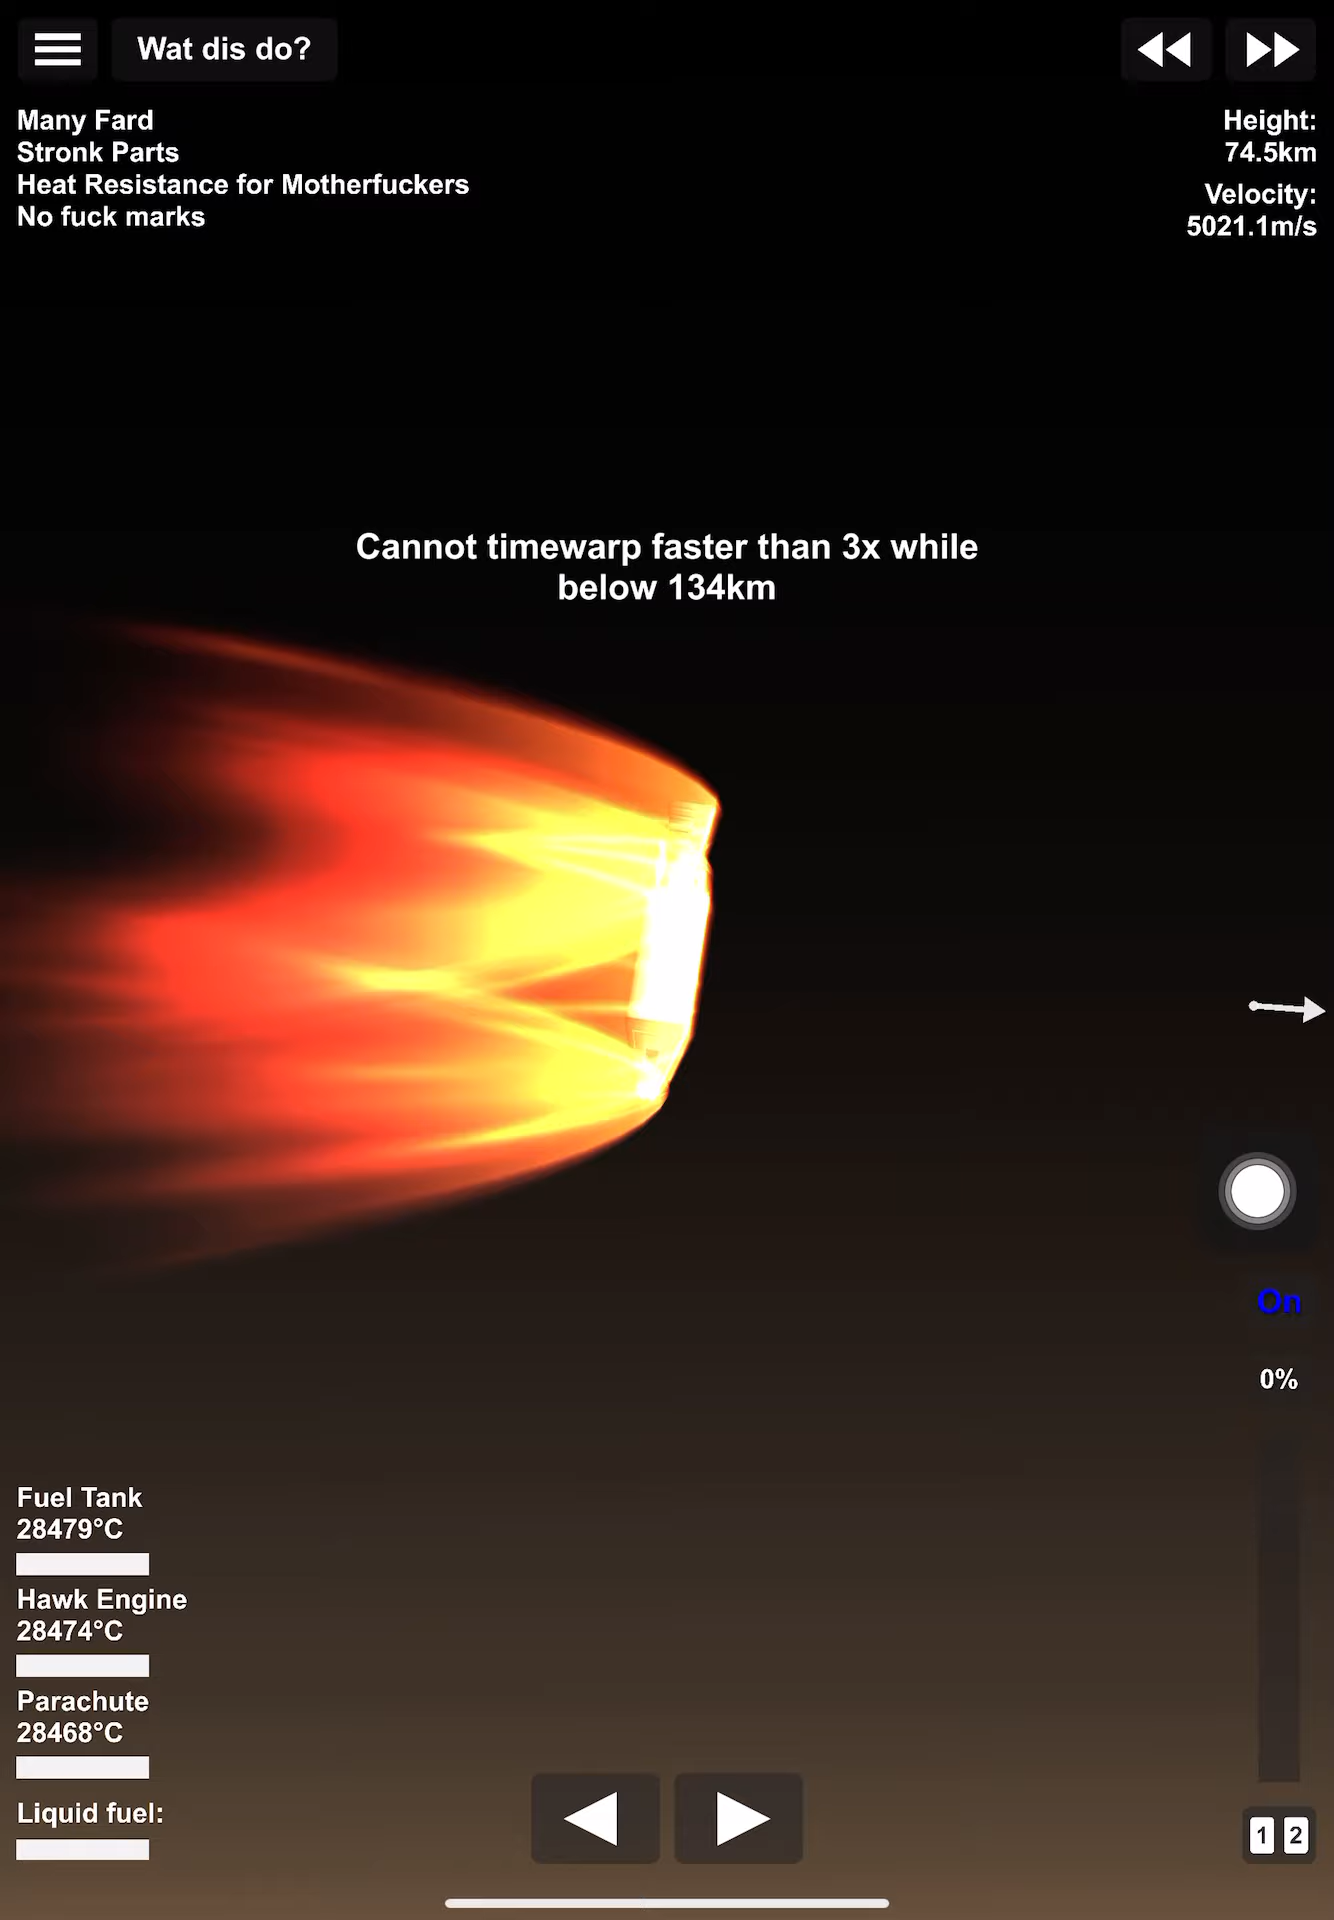 Wat dis do?
Many Fard
Stronk Parts
Heat Resistance for Motherfuckers
No fuck marks
Height:
74.5km
Velocity:
5021.1m/s
Cannot timewarp faster than 3x while
below 134km
On
0%
Fuel Tank
28479°C
Hawk Engine
28474°C
Parachute
28468°C
Liquid fuel:
1 2